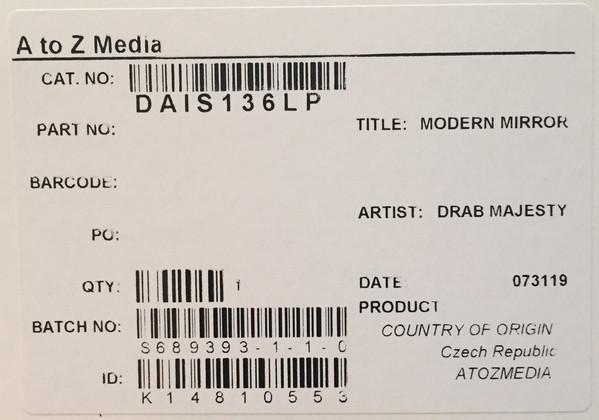 A to Z Media
CAT. NO:
DAIS136LP
PART NO:
TITLE: MODERN MIRROR
BARCODE:
ARTIST: DRAB MAJESTY
PO:
QTY: 1
DATE 073119
PRODUCT
BATCH NO:
S689393-1-1-0
COUNTRY OF ORIGIN
Czech Republic
ATOZMEDIA
ID:
K14810553